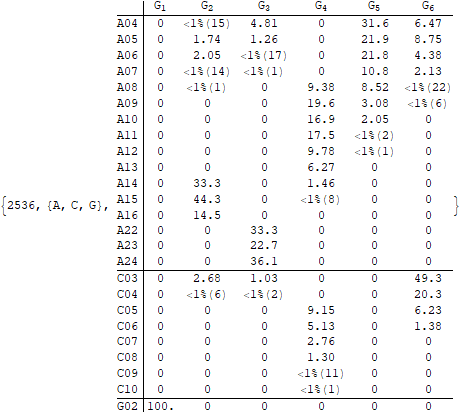 G1 G2 G3 G4 G5 G6
A04 0 <1%(15) 4.81 0 31.6 6.47
A05 0 1.74 1.26 0 21.9 8.75
A06 0 2.05 <1%(17) 0 21.8 4.38
A07 0 <1%(14) <1%(1) 0 10.8 2.13
A08 0 <1%(1) 0 9.38 8.52 <1%(22)
A09 0 0 0 19.6 3.08 <1%(6)
A10 0 0 0 16.9 2.05 0
A11 0 0 0 17.5 <1%(2) 0
A12 0 0 0 9.78 <1%(1) 0
A13 0 0 0 6.27 0 0
A14 0 33.3 0 1.46 0 0
{2536, {A, C, G}, A15 0 44.3 0 <1%(8) 0 0 }
A16 0 14.5 0 0 0 0
A22 0 0 33.3 0 0 0
A23 0 0 22.7 0 0 0
A24 0 0 36.1 0 0 0
C03 0 2.68 1.03 0 0 49.3
C04 0 <1%(6) <1%(2) 0 0 20.3
C05 0 0 0 9.15 0 6.23
C06 0 0 0 5.13 0 1.38
C07 0 0 0 2.76 0 0
C08 0 0 0 1.30 0 0
C09 0 0 0 <1%(11) 0 0
C10 0 0 0 <1%(1) 0 0
G02 100. 0 0 0 0 0